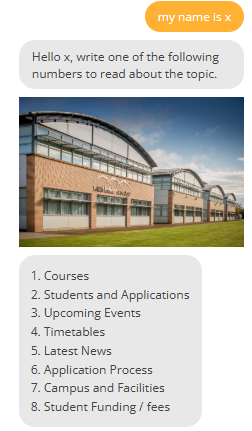 my name is x
Hello x, write one of the following
numbers to read about the topic.
1. Courses
2. Students and Applications
3. Upcoming Events
4. Timetables
5. Latest News
6. Application Process
7. Campus and Facilities
8. Student Funding / fees